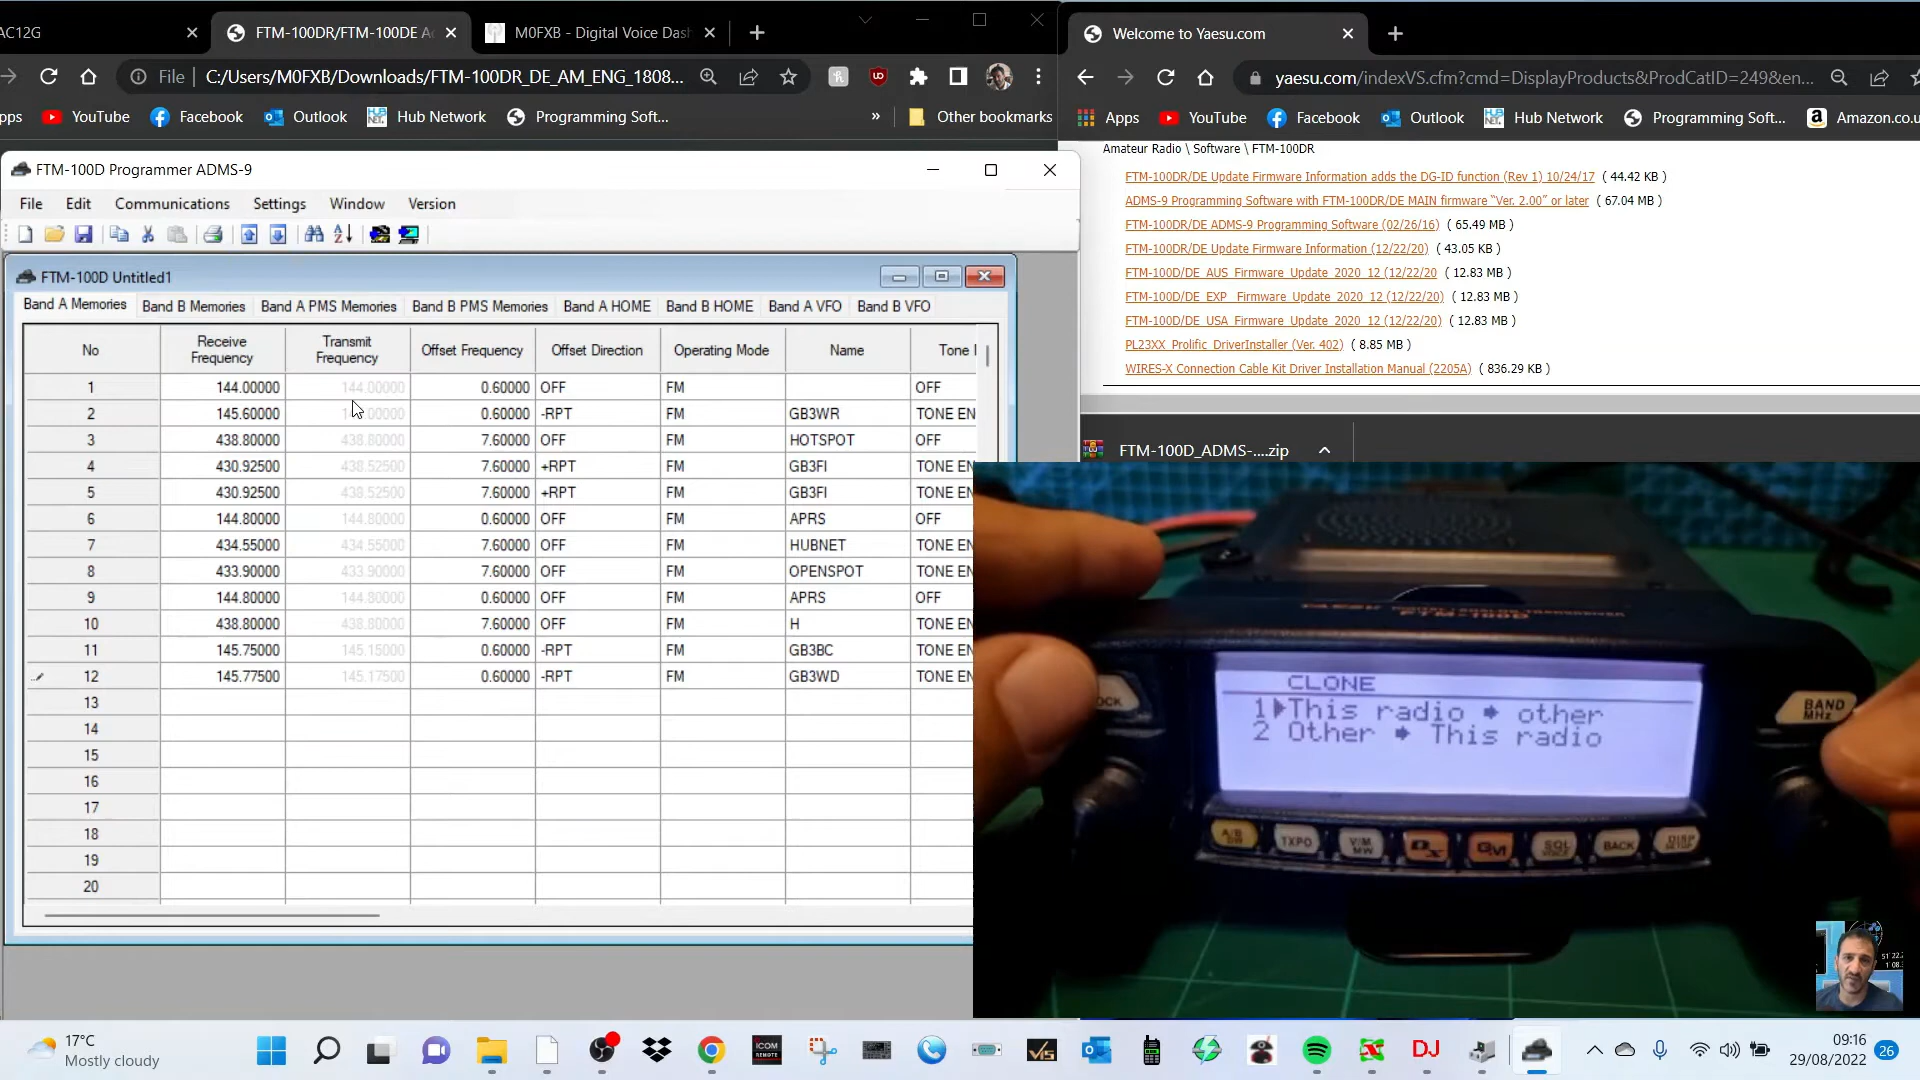 AC12G
FTM-100DR/FTM-100DE A
M0FXB - Digital Voice Das
Welcome to Yaesu.com
File C:/Users/M0FXB/Downloads/FTM-100DR_DE_AM_ENG_1808...
yaesu.com/indexVS.cfm?cmd=DisplayProducts&ProdCatID=249&en...
pps YouTube Facebook Outlook Hub Network Programming Soft... » Other bookmarks
Apps YouTube Facebook Outlook Hub Network Programming Soft... Amazon.co.u
Amateur Radio \ Software \ FTM-100DR
FTM-100DR/DE Update Firmware Information adds the DG-ID function (Rev 1) 10/24/17 ( 44.42 KB )
ADMS-9 Programming Software with FTM-100DR/DE MAIN firmware "Ver. 2.00" or later ( 67.04 MB )
FTM-100DR/DE ADMS-9 Programming Software (02/26/16) ( 65.49 MB )
FTM-100DR/DE Update Firmware Information (12/22/20) ( 43.05 KB )
FTM-100D/DE_AUS_Firmware_Update_2020_12 (12/22/20 ( 12.83 MB )
FTM-100D/DE_EXP_ Firmware_Update_2020_12 (12/22/20) ( 12.83 MB )
FTM-100D/DE_USA_Firmware_Update_2020_12 (12/22/20) ( 12.83 MB )
PL23XX_Prolific_DriverInstaller (Ver. 402) ( 8.85 MB )
WIRES-X Connection Cable Kit Driver Installation Manual (2205A) ( 836.29 KB )
FTM-100D_ADMS-....zip
FTM-100D Programmer ADMS-9
File Edit Communications Settings Window Version
FTM-100D Untitled1
Band A Memories Band B Memories Band A PMS Memories Band B PMS Memories Band A HOME Band B HOME Band A VFO Band B VFO
No Receive Frequency Transmit Frequency Offset Frequency Offset Direction Operating Mode Name Tone
1 144.00000 144.00000 0.60000 OFF FM OFF
2 145.60000 0.60000 -RPT FM GB3WR TONE EN
3 438.80000 438.80000 7.60000 OFF FM HOTSPOT OFF
4 430.92500 438.52500 7.60000 +RPT FM GB3FI TONE EN
5 430.92500 438.52500 7.60000 +RPT FM GB3FI TONE EN
6 144.80000 144.80000 0.60000 OFF FM APRS OFF
7 434.55000 434.55000 7.60000 OFF FM HUBNET TONE EN
8 433.90000 433.90000 7.60000 OFF FM OPENSPOT TONE EN
9 144.80000 144.80000 0.60000 OFF FM APRS OFF
10 438.80000 438.80000 7.60000 OFF FM H TONE EN
11 145.75000 145.15000 0.60000 -RPT FM GB3BC TONE EN
12 145.77500 145.17500 0.60000 -RPT FM GB3WD TONE EN
13
14
15
16
17
18
19
20
FTM-100D
CLONE
1 This radio → other
2 Other → This radio
OCK
BAND MHz
A/B TXPO V/M MW DX GM SQL BACK DISP
17°C
Mostly cloudy
ICOM REMOTE
DJ
09:16
29/08/2022
26